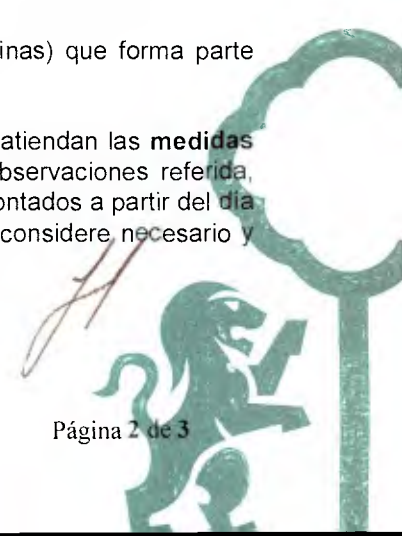 inas) que forma parte
atiendan las medidas
bservaciones referida,
ontados a partir del día
considere necesario y
Página 2 de 3